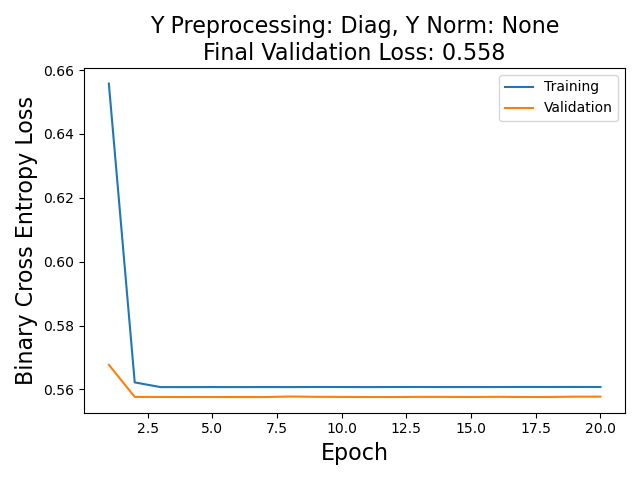 Y Preprocessing: Diag, Y Norm: None
Final Validation Loss: 0.558
Training
Validation
Binary Cross Entropy Loss
0.66
0.64
0.62
0.60
0.58
0.56
2.5 5.0 7.5 10.0 12.5 15.0 17.5 20.0
Epoch